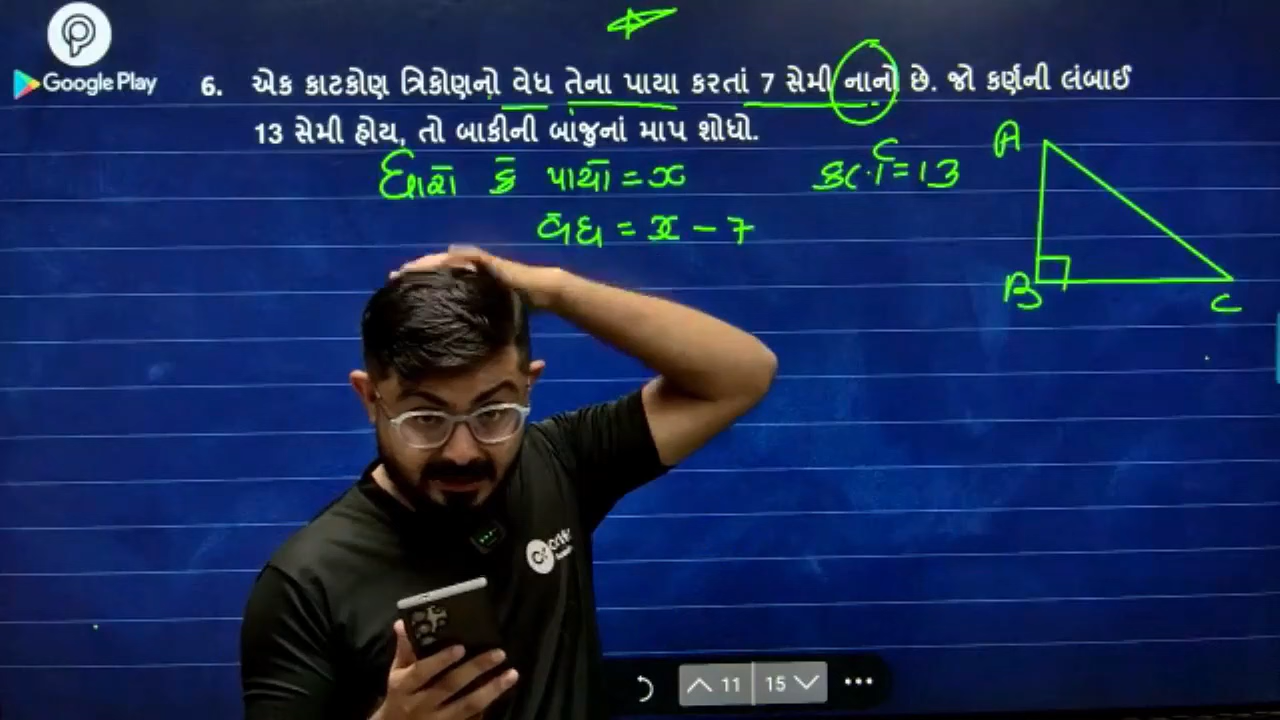 Google Play
6. એક કાટકોણ ત્રિકોણનો વેધ તેના પાયા કરતાં 7 સેમી નાનો છે. જો કર્ણની લંબાઈ
13 સેમી હોય, તો બાકીની બાજુનાં માપ શોધો.
ધારો કે પાયો = x કર્ણ = 13
વેધ = x - 7
A
B
C
11 15